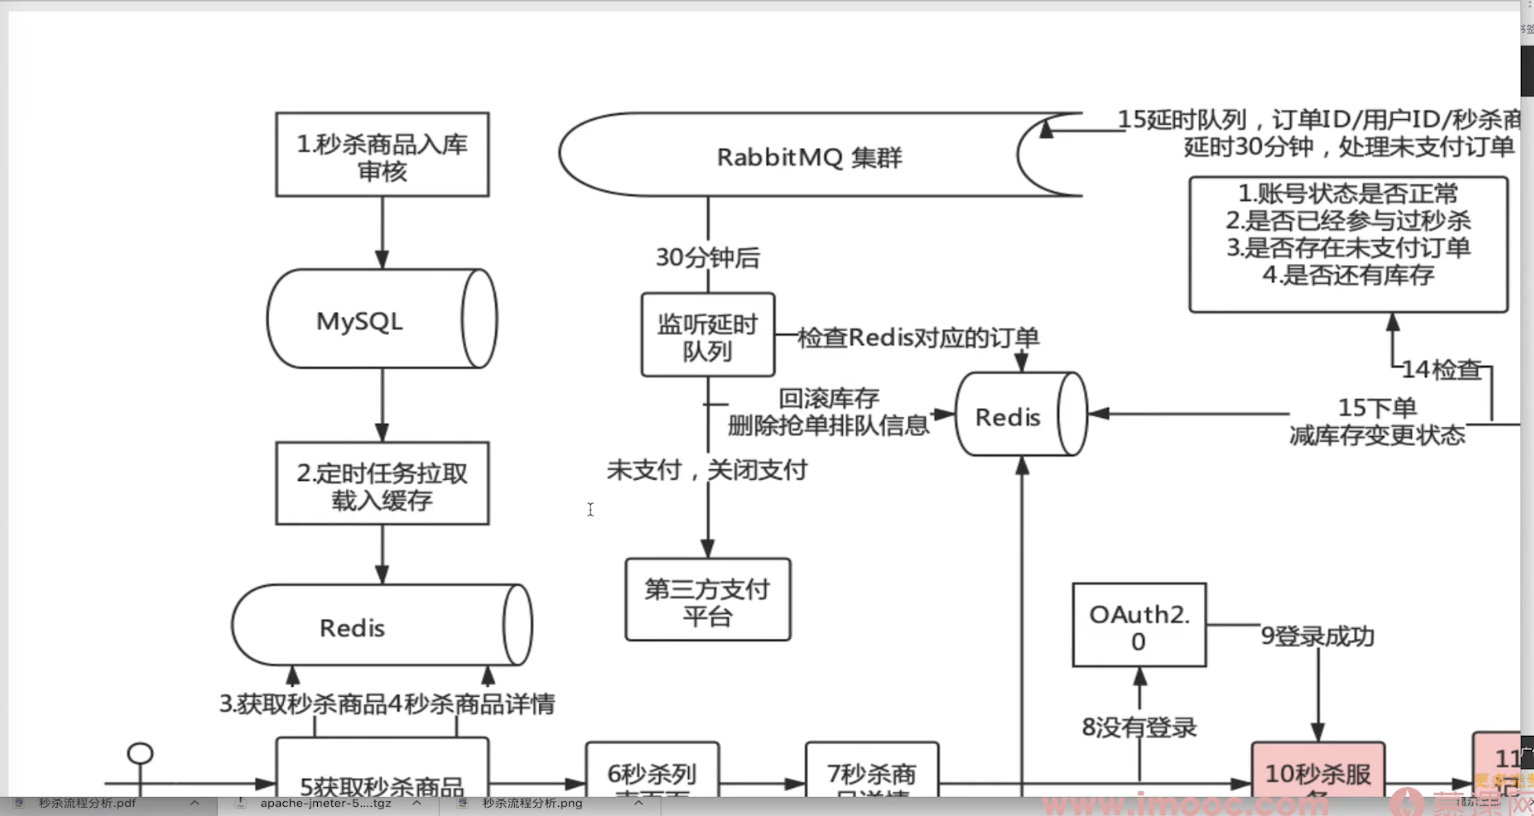 1.秒杀商品入库
审核
RabbitMQ 集群
15延时队列，订单ID/用户ID/秒杀商
延时30分钟，处理未支付订单
1.账号状态是否正常
2.是否已经参与过秒杀
3.是否存在未支付订单
4.是否还有库存
30分钟后
MySQL
监听延时
队列
检查Redis对应的订单
14检查
回滚库存
删除抢单排队信息
Redis
15下单
减库存变更状态
2.定时任务拉取
载入缓存
未支付，关闭支付
第三方支付
平台
OAuth2.
0
9登录成功
Redis
3.获取秒杀商品4秒杀商品详情
8没有登录
5获取秒杀商品
6秒杀列
7秒杀商
品详情
10秒杀服
务
11
秒杀流程分析.pdf
apache-jmeter-5....tgz
秒杀流程分析.png
www.imooc.com
慕课网